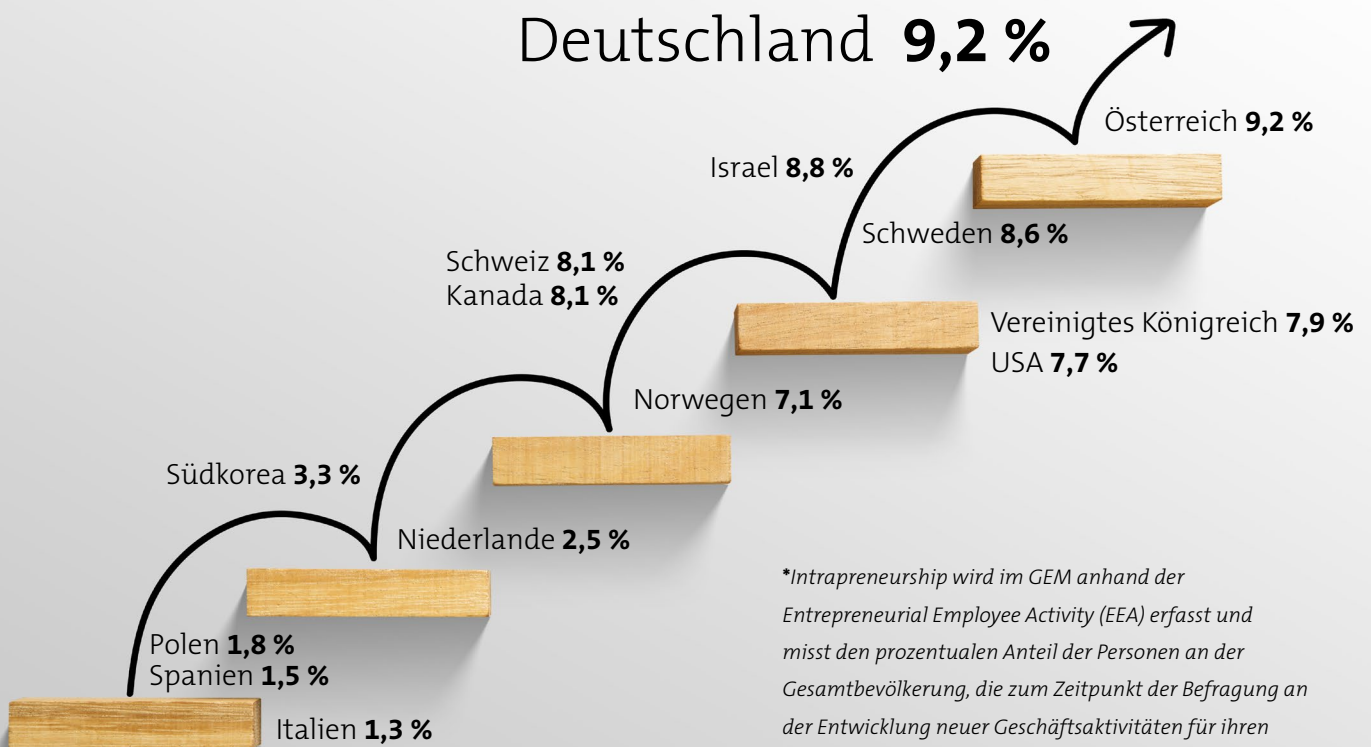 Deutschland 9,2 %
Österreich 9,2 %
Israel 8,8 %
Schweden 8,6 %
Schweiz 8,1 %
Kanada 8,1 %
Vereinigtes Königreich 7,9 %
USA 7,7 %
Norwegen 7,1 %
Südkorea 3,3 %
Niederlande 2,5 %
Polen 1,8 %
Spanien 1,5 %
Italien 1,3 %
*Intrapreneurship wird im GEM anhand der
Entrepreneurial Employee Activity (EEA) erfasst und
misst den prozentualen Anteil der Personen an der
Gesamtbevölkerung, die zum Zeitpunkt der Befragung an
der Entwicklung neuer Geschäftsaktivitäten für ihren